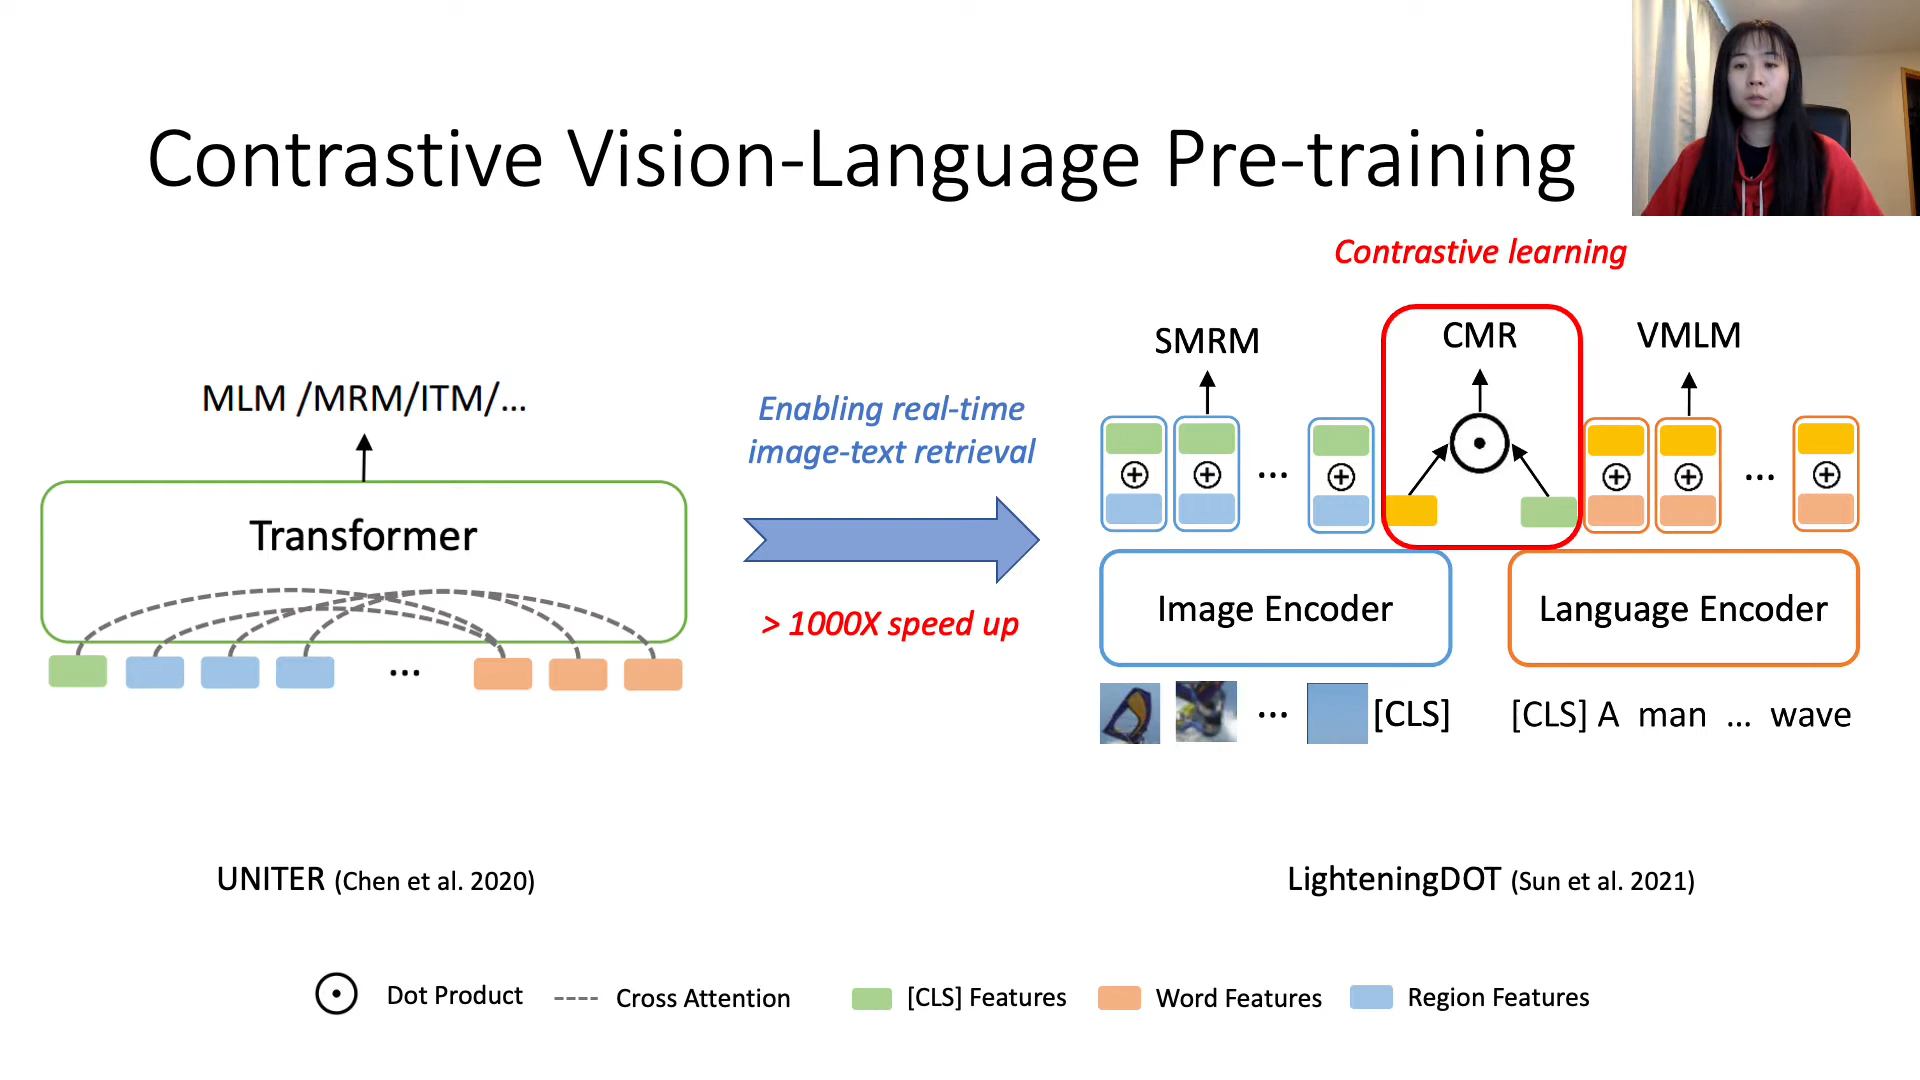 Contrastive Vision-Language Pre-training
Contrastive learning
MLM /MRM/ITM/...
Transformer
...
UNITER (Chen et al. 2020)
Enabling real-time
image-text retrieval
> 1000X speed up
SMRM
CMR
VMLM
...
...
Image Encoder
Language Encoder
... [CLS]
[CLS] A man ... wave
LighteningDOT (Sun et al. 2021)
Dot Product
Cross Attention
[CLS] Features
Word Features
Region Features